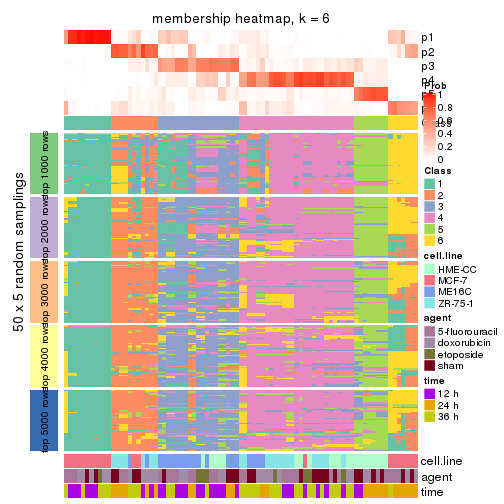 membership heatmap, k = 6
p1
p2
p3
p4
Prob
1
0.8
0.6
0.4
0.2
0
Class
1
2
3
4
5
6
cell.line
HME-CC
MCF-7
ME16C
ZR-75-1
agent
5-fluorouracil
doxorubicin
etoposide
sham
time
12 h
24 h
36 h
50 x 5 random samplings
top 1000 rows
top 2000 rows
top 3000 rows
top 4000 rows
top 5000 rows
cell.line
agent
time